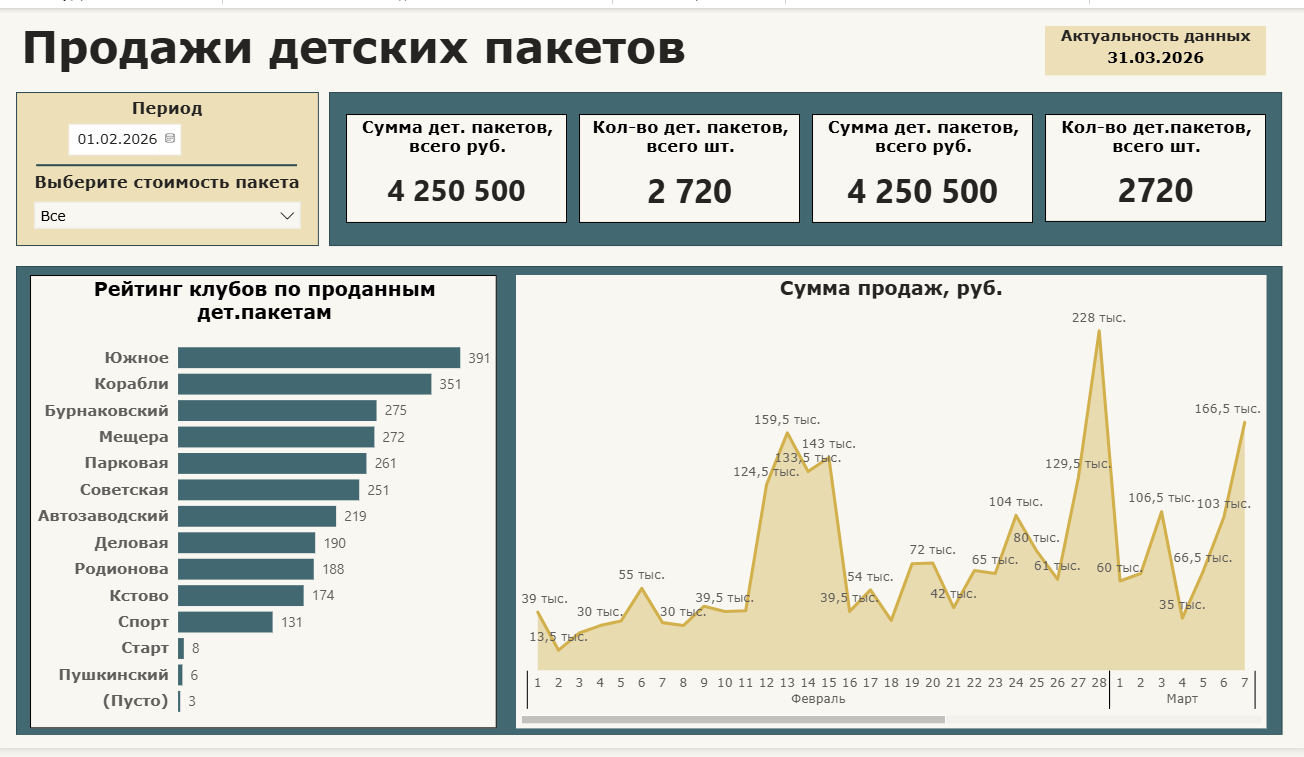 Продажи детских пакетов
Актуальность данных
31.03.2026
Период
01.02.2026
Выберите стоимость пакета
Все
Сумма дет. пакетов,
всего руб.
4 250 500
Кол-во дет. пакетов,
всего шт.
2 720
Сумма дет. пакетов,
всего руб.
4 250 500
Кол-во дет.пакетов,
всего шт.
2720
Рейтинг клубов по проданным
дет.пакетам
Южное 391
Корабли 351
Бурнаковский 275
Мещера 272
Парковая 261
Советская 251
Автозаводский 219
Деловая 190
Родионова 188
Кстово 174
Спорт 131
Старт 8
Пушкинский 6
(Пусто) 3
Сумма продаж, руб.
39 тыс.
13,5 тыс.
30 тыс.
55 тыс.
30 тыс.
39,5 тыс.
124,5 тыс.
159,5 тыс.
133,5 тыс.
143 тыс.
39,5 тыс.
54 тыс.
72 тыс.
42 тыс.
65 тыс.
104 тыс.
80 тыс.
61 тыс.
129,5 тыс.
228 тыс.
60 тыс.
106,5 тыс.
35 тыс.
66,5 тыс.
103 тыс.
166,5 тыс.
1 2 3 4 5 6 7 8 9 10 11 12 13 14 15 16 17 18 19 20 21 22 23 24 25 26 27 28 1 2 3 4 5 6 7
Февраль Март